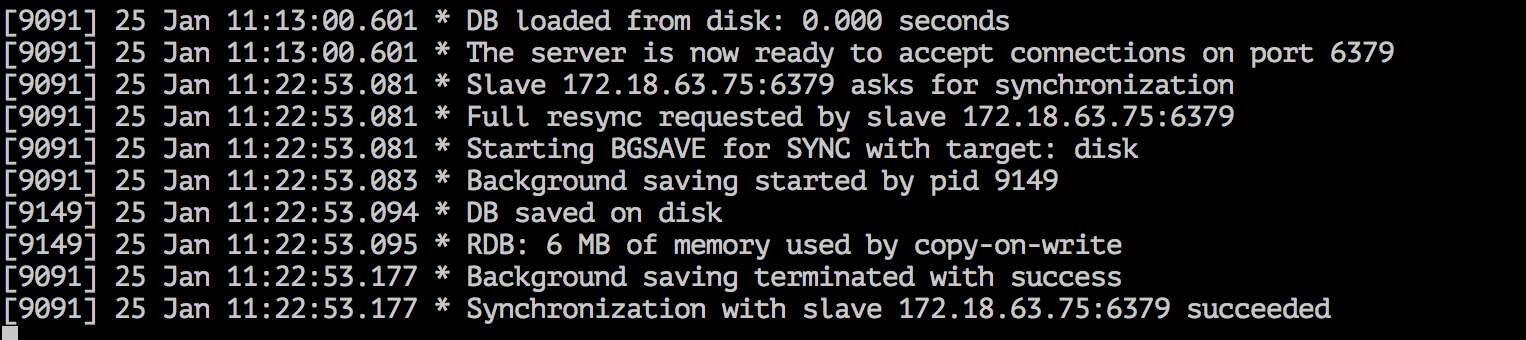 [9091] 25 Jan 11:13:00.601 * DB loaded from disk: 0.000 seconds
[9091] 25 Jan 11:13:00.601 * The server is now ready to accept connections on port 6379
[9091] 25 Jan 11:22:53.081 * Slave 172.18.63.75:6379 asks for synchronization
[9091] 25 Jan 11:22:53.081 * Full resync requested by slave 172.18.63.75:6379
[9091] 25 Jan 11:22:53.081 * Starting BGSAVE for SYNC with target: disk
[9091] 25 Jan 11:22:53.083 * Background saving started by pid 9149
[9149] 25 Jan 11:22:53.094 * DB saved on disk
[9149] 25 Jan 11:22:53.095 * RDB: 6 MB of memory used by copy-on-write
[9091] 25 Jan 11:22:53.177 * Background saving terminated with success
[9091] 25 Jan 11:22:53.177 * Synchronization with slave 172.18.63.75:6379 succeeded